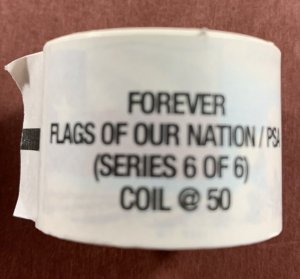 FOREVER
FLAGS OF OUR NATION / PSA
(SERIES 6 OF 6)
COIL @ 50